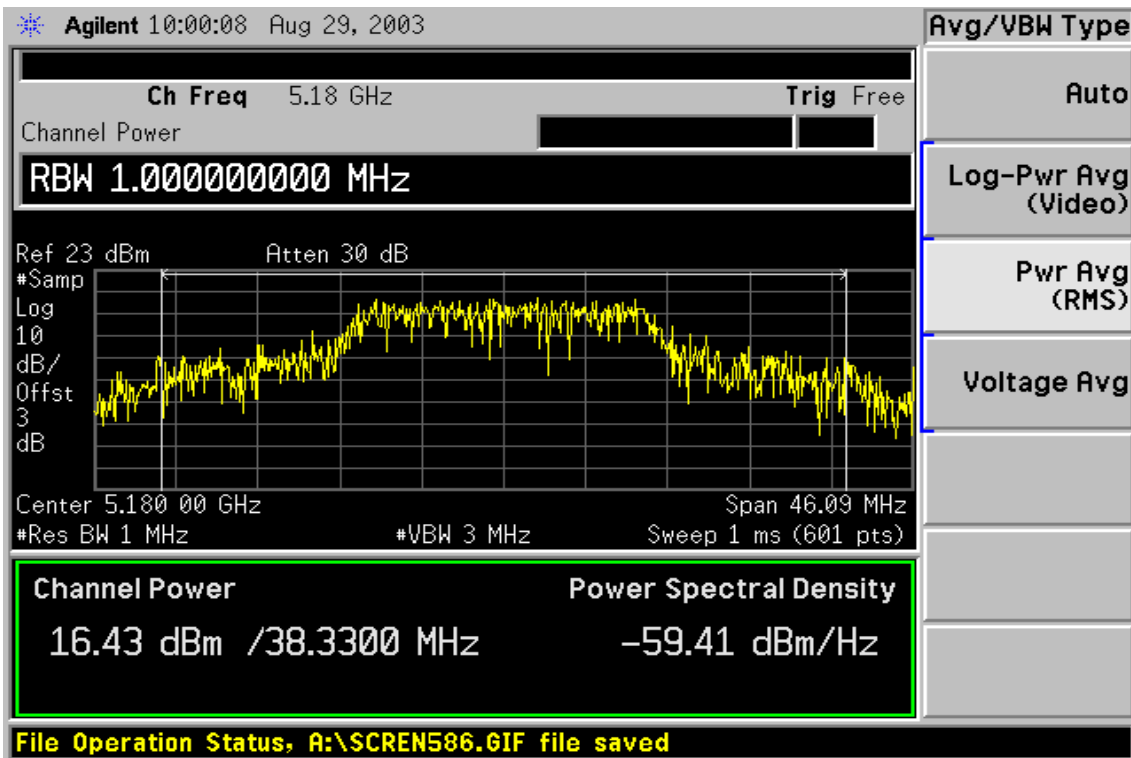 Agilent 10:00:08 Aug 29, 2003
Avg/VBW Type
Ch Freq 5.18 GHz Trig Free
Channel Power
Auto
RBW 1.000000000 MHz
Log-Pwr Avg
(Video)
Ref 23 dBm Atten 30 dB
#Samp
Log
10
dB/
Offst
3
dB
Pwr Avg
(RMS)
Voltage Avg
Center 5.180 00 GHz Span 46.09 MHz
#Res BW 1 MHz #VBW 3 MHz Sweep 1 ms (601 pts)
Channel Power Power Spectral Density
16.43 dBm /38.3300 MHz -59.41 dBm/Hz
File Operation Status, A:\SCREN586.GIF file saved